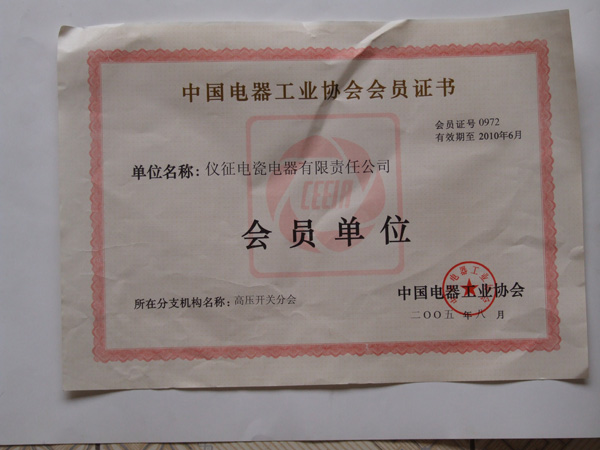 中国电器工业协会会员证书
会员证号 0972
有效期至 2010年6月
单位名称：仪征电瓷电器有限责任公司
CEEIA
会员单位
所在分支机构名称：高压开关分会
中国电器工业协会
二〇〇五 年 八 月